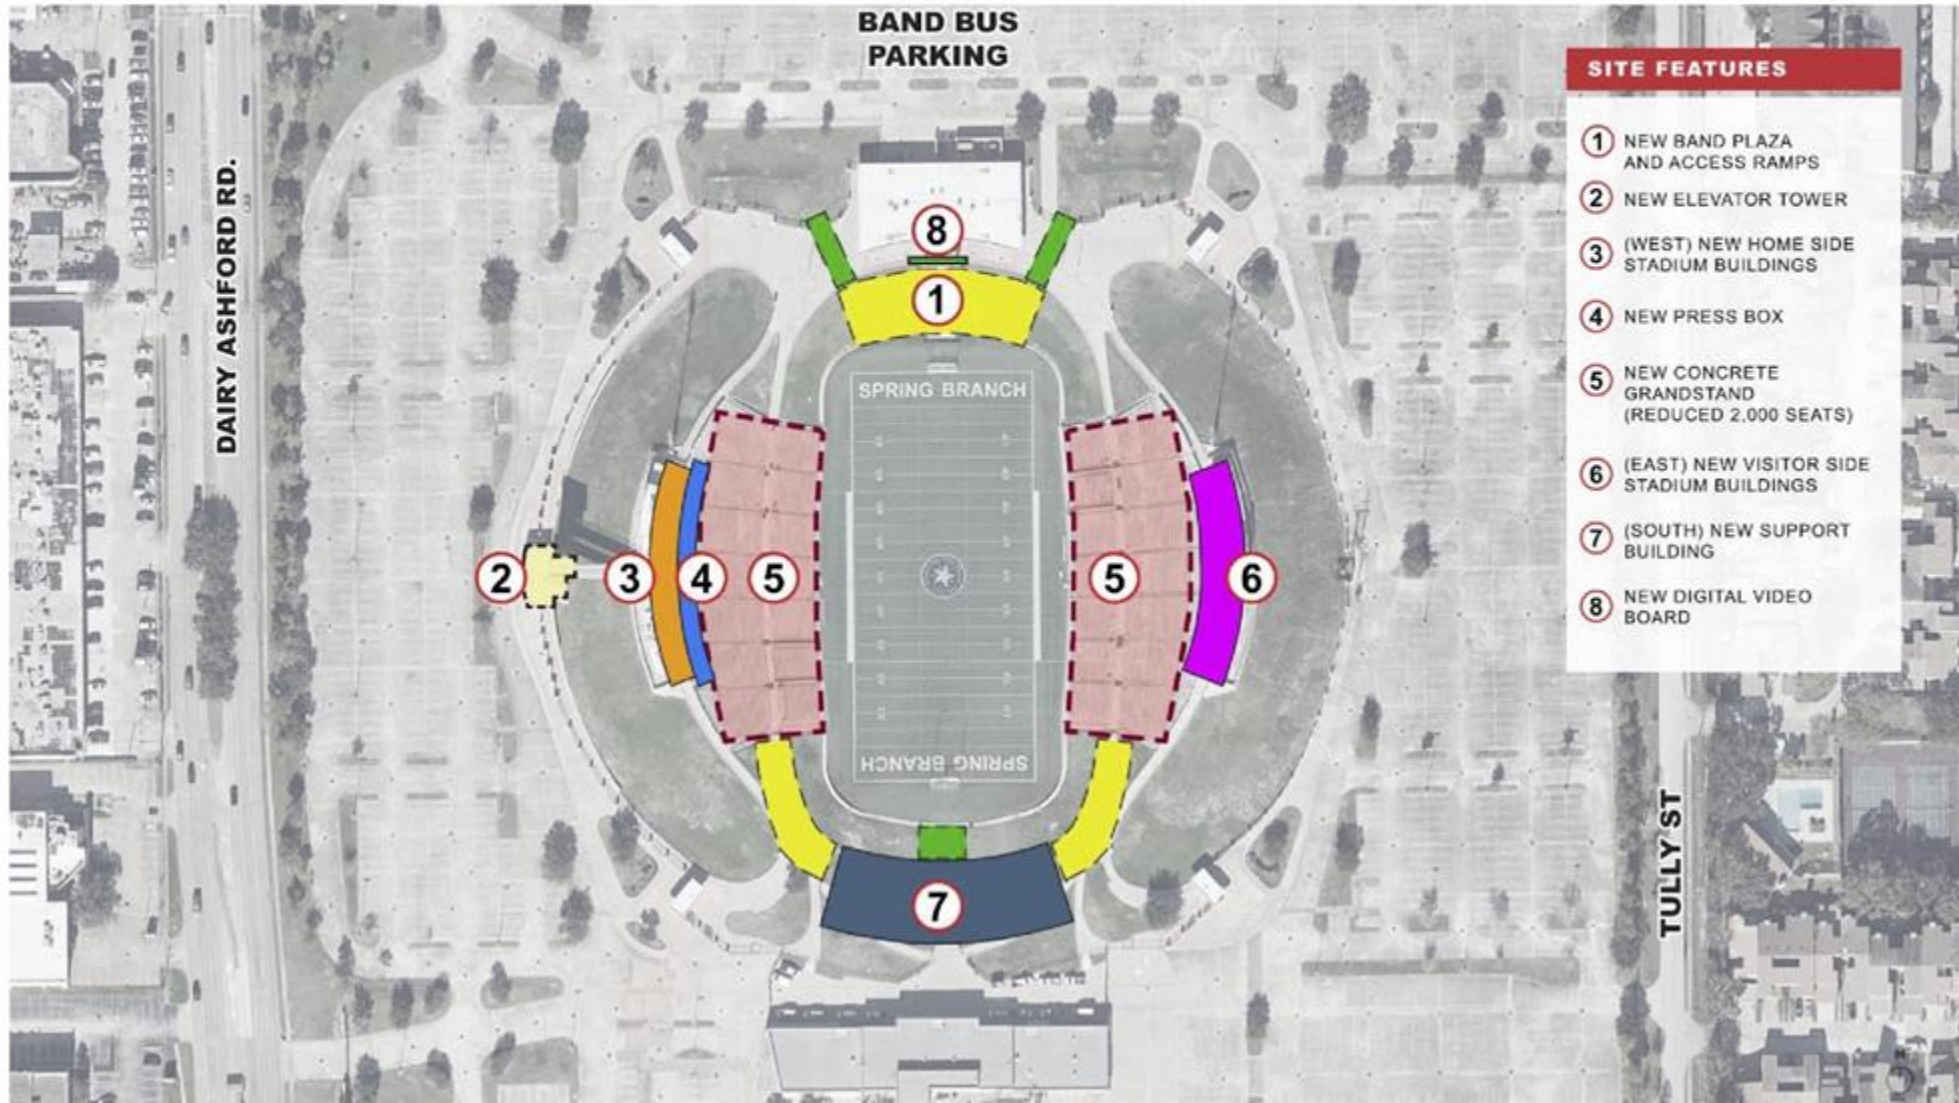 BAND BUS
PARKING
DAIRY ASHFORD RD.
TULLY ST
SITE FEATURES
1 NEW BAND PLAZA
AND ACCESS RAMPS
2 NEW ELEVATOR TOWER
3 (WEST) NEW HOME SIDE
STADIUM BUILDINGS
4 NEW PRESS BOX
5 NEW CONCRETE
GRANDSTAND
(REDUCED 2.000 SEATS)
6 (EAST) NEW VISITOR SIDE
STADIUM BUILDINGS
7 (SOUTH) NEW SUPPORT
BUILDING
8 NEW DIGITAL VIDEO
BOARD
8
1
SPRING BRANCH
2
3
4
5
5
6
SPRING BRANCH
7